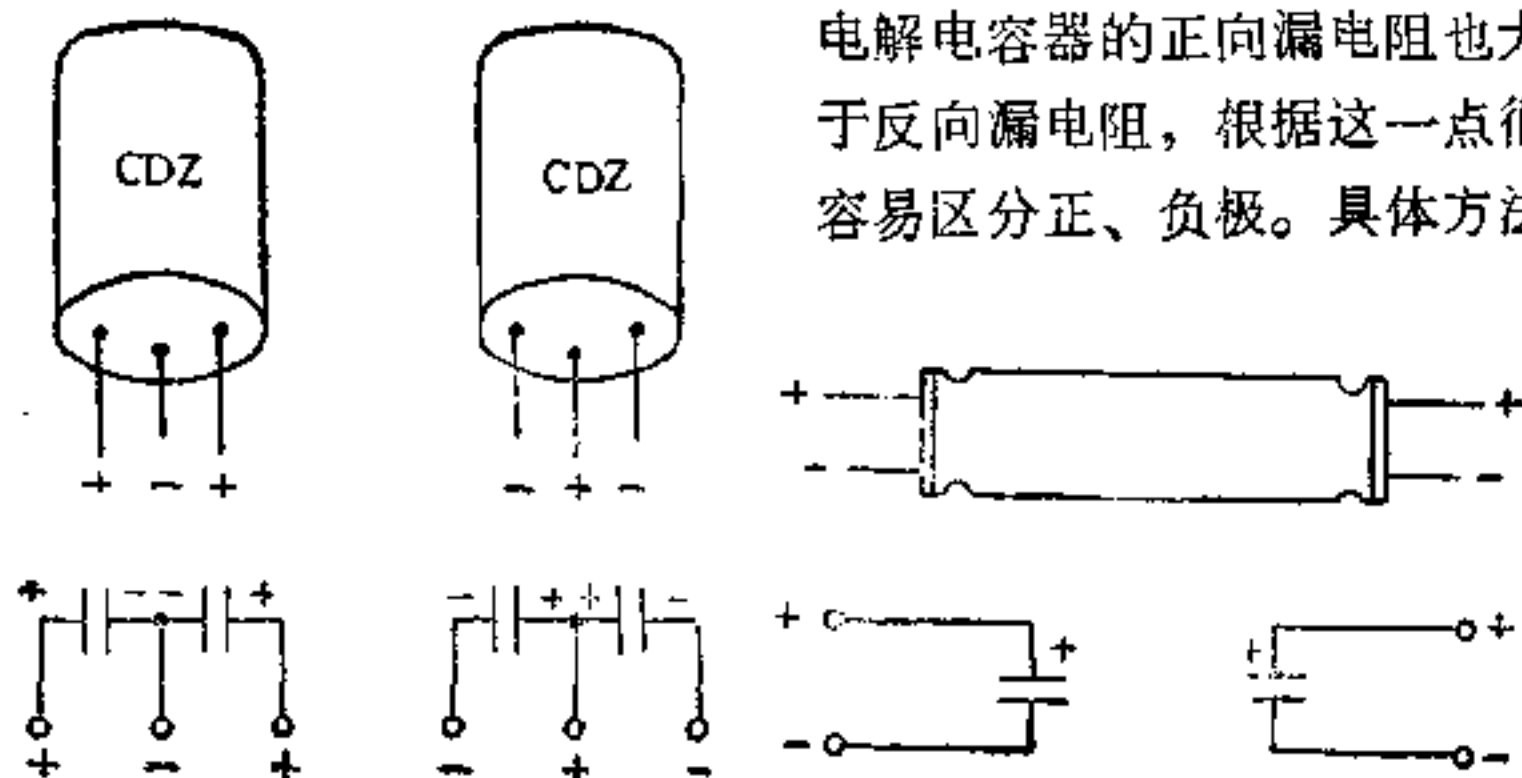 电解电容器的正向漏电阻也大
于反向漏电阻，根据这一点很
容易区分正、负极。具体方法
CDZ
CDZ
+ −
+ −
+ − +
− + −
+ − − +
− + + −
+ +
+ +
− −
+ − +
− + −